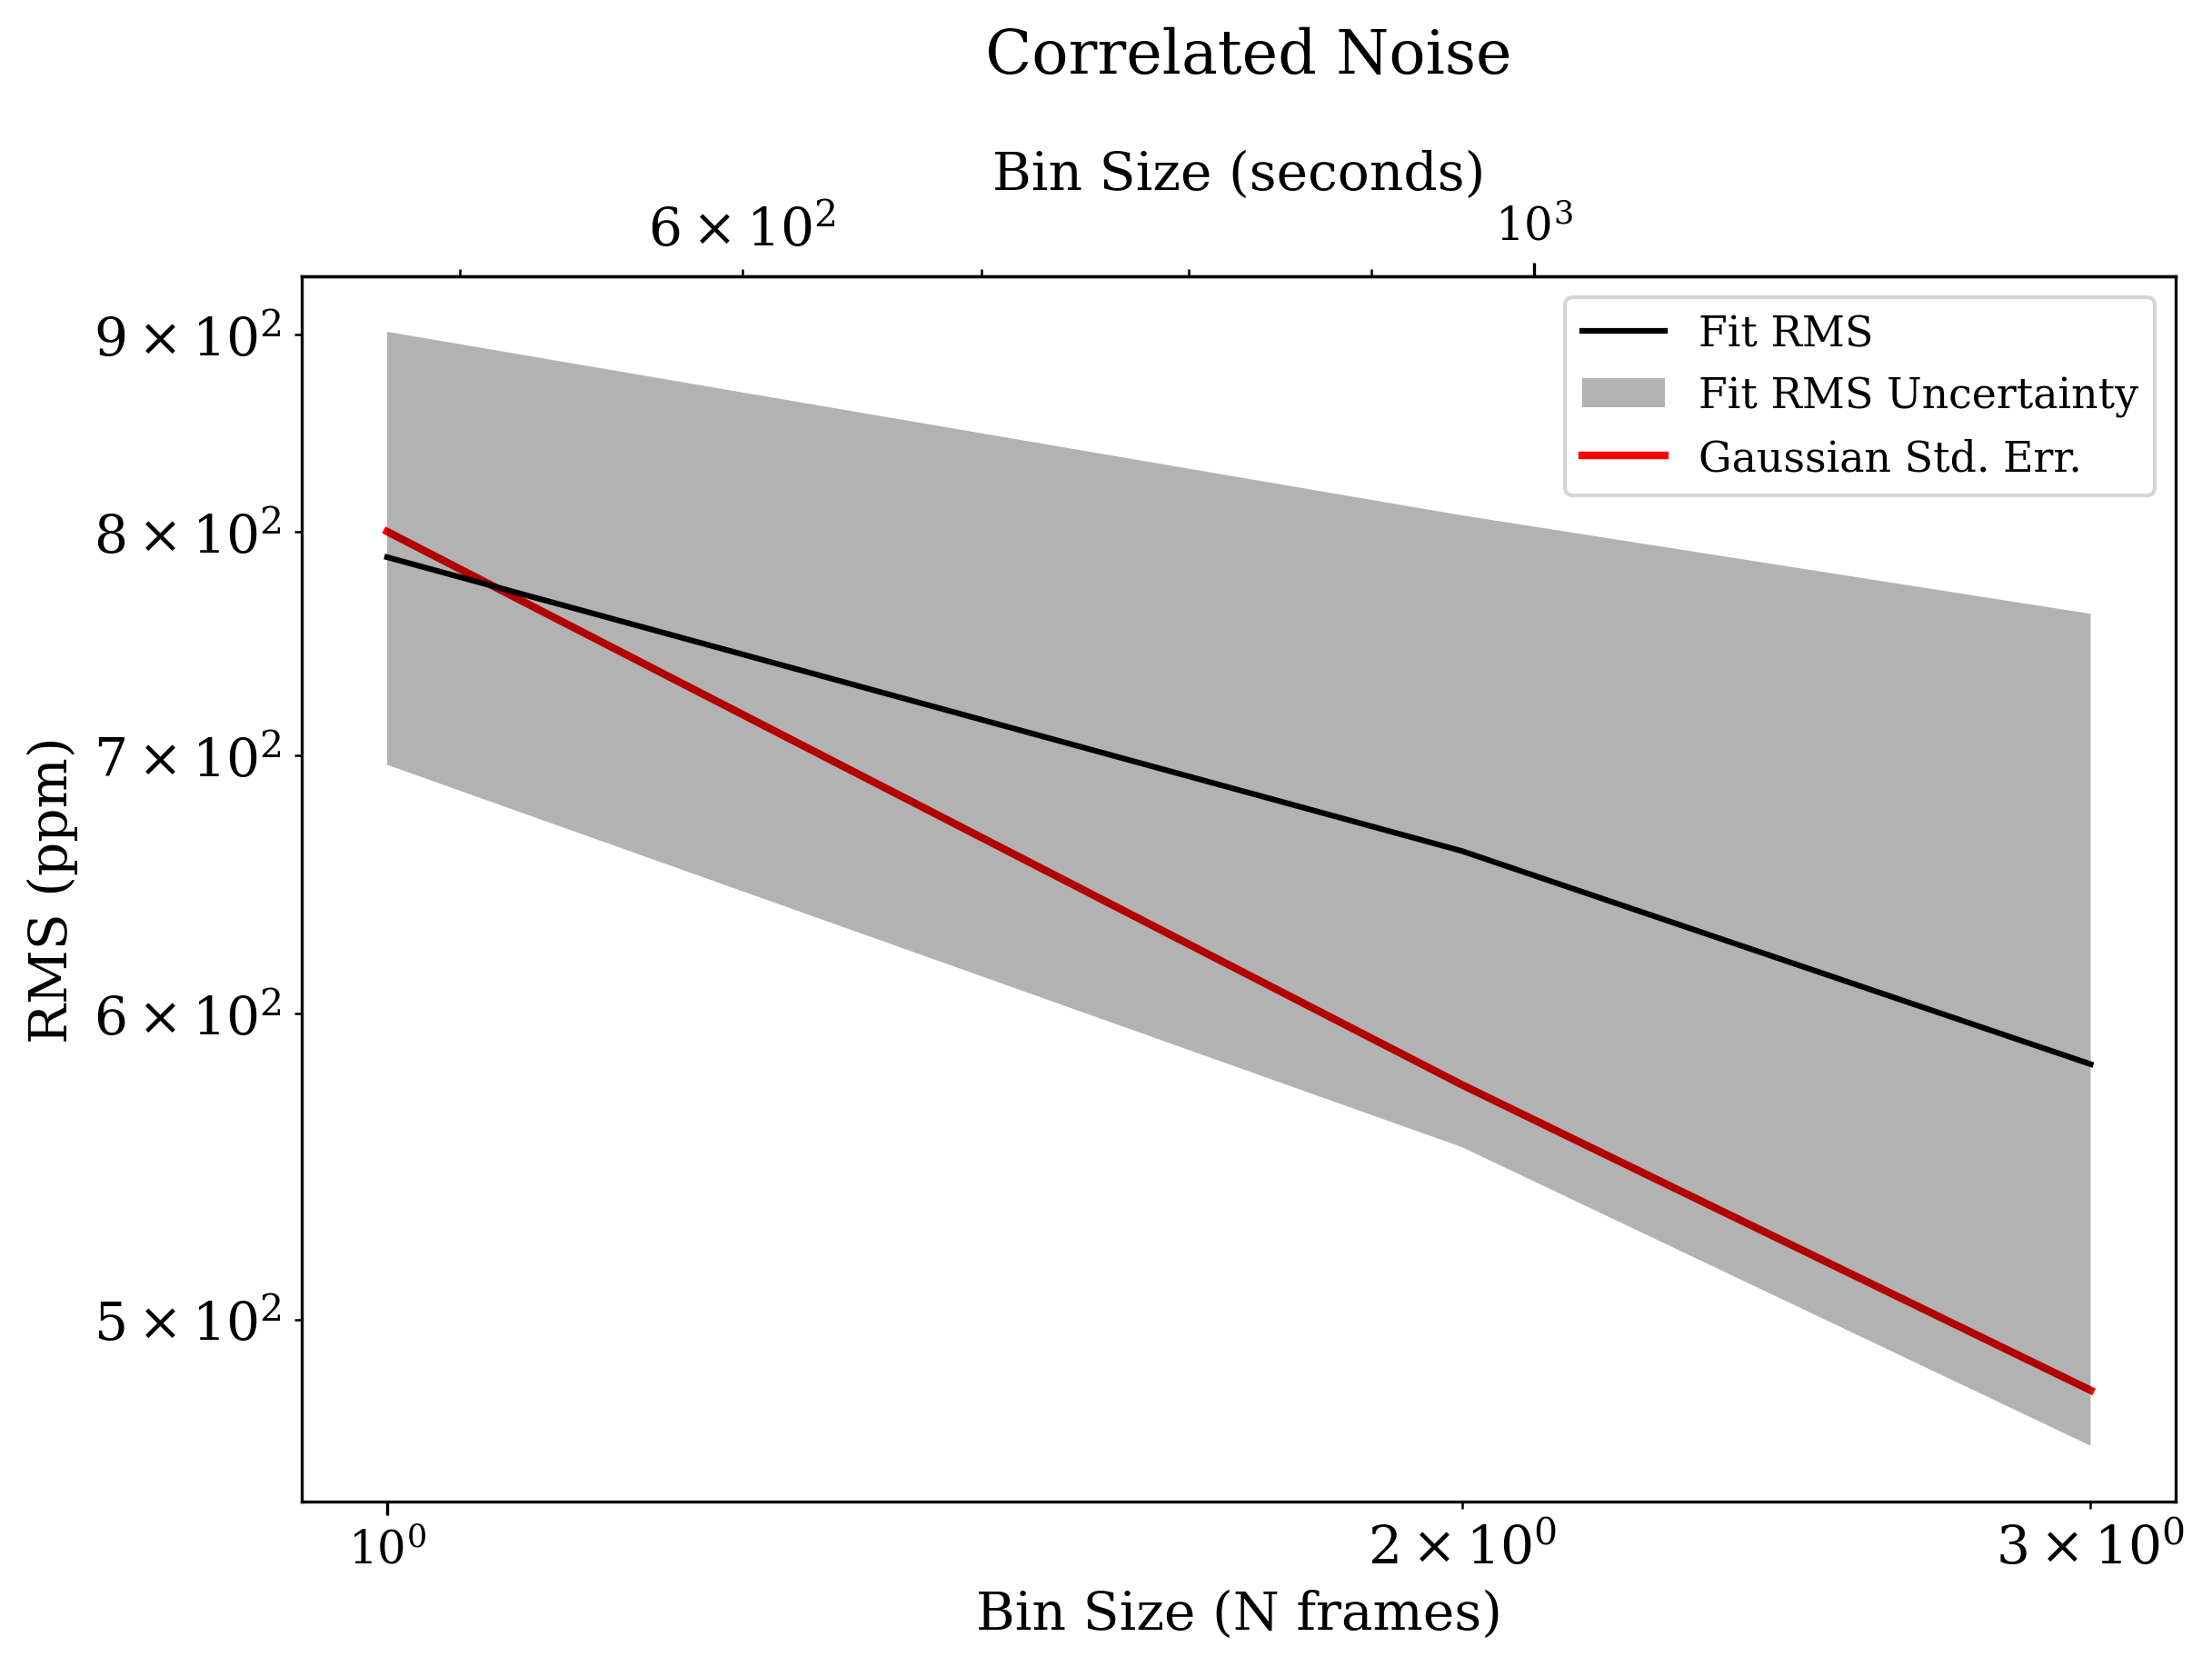 Correlated Noise
Bin Size (seconds)
6 × 10²
10³
9 × 10²
8 × 10²
7 × 10²
6 × 10²
5 × 10²
RMS (ppm)
Fit RMS
Fit RMS Uncertainty
Gaussian Std. Err.
10⁰
2 × 10⁰
3 × 10⁰
Bin Size (N frames)